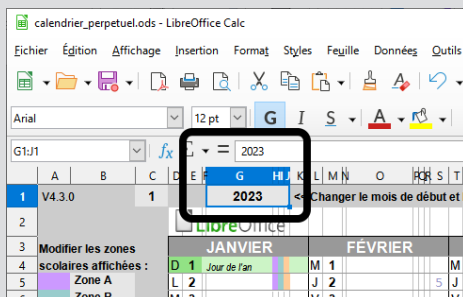 calendrier_perpetuel.ods - LibreOffice Calc
Fichier Édition Affichage Insertion Format Styles Feuille Données Outils
Arial 12 pt G I S A
G1:J1 fx Σ = 2023
A B C D E F G H I J K L M N O P Q R S T
1 V4.3.0 1 2023 << Changer le mois de début et
2 LibreOffice
3 Modifier les zones JANVIER FÉVRIER
4 scolaires affichées : D 1 Jour de l'an M 1 M
5 Zone A L 2 J 2 5 J
6 Zone B M 3